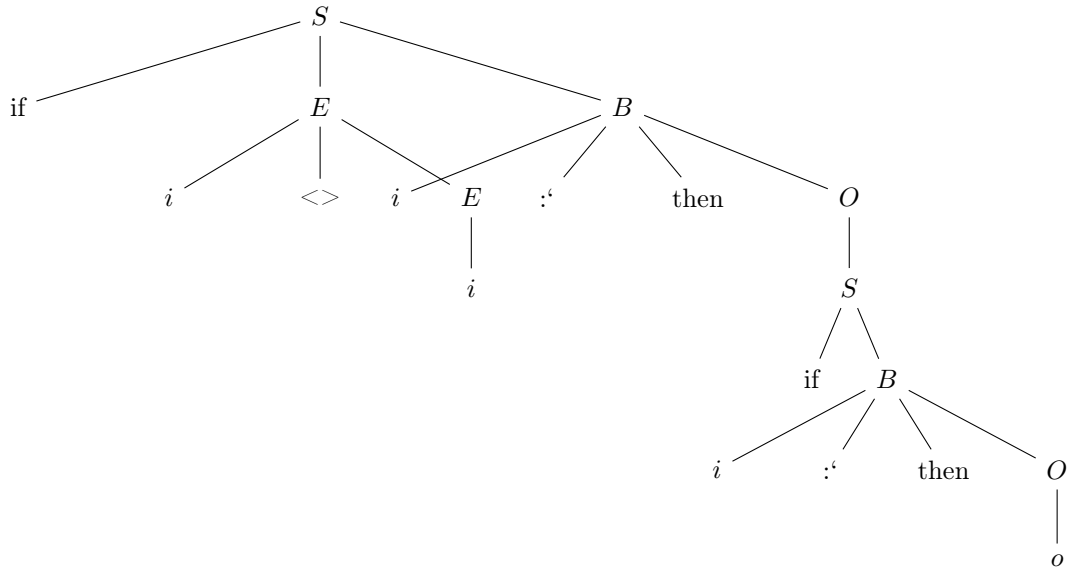 S
if E B
i <> i E :‘ then O
i S
if B
i :‘ then O
o